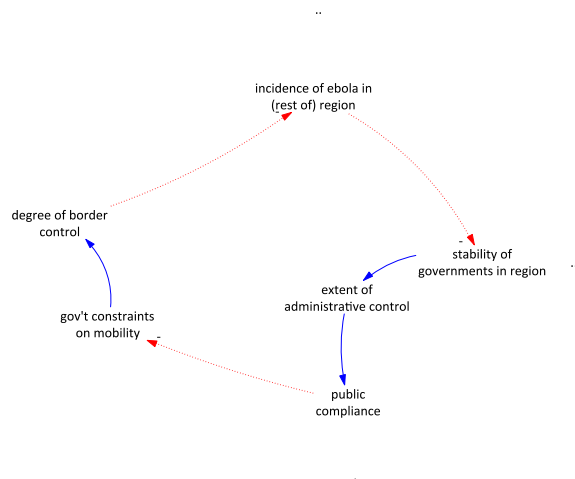 ..
incidence of ebola in
(rest of) region
-
degree of border
control
-
stability of
governments in region
.
extent of
administrative control
gov't constraints
on mobility
-
public
compliance